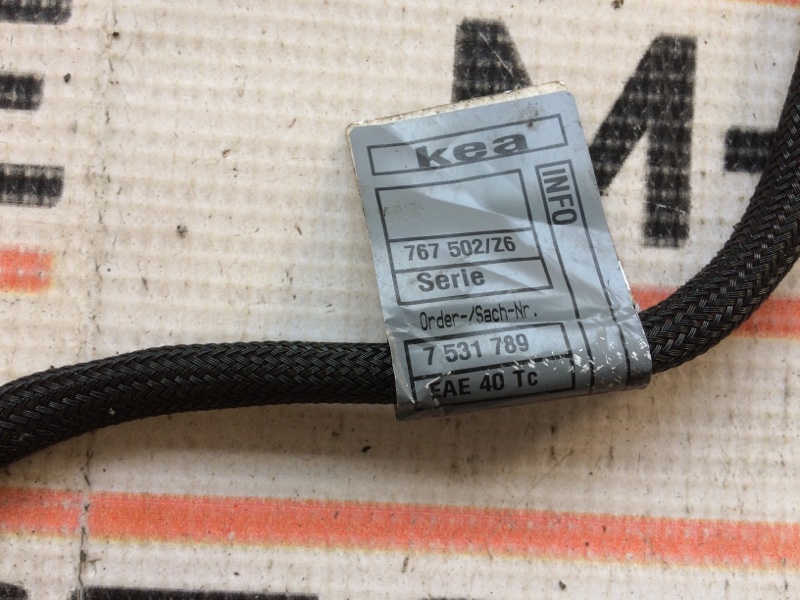 kea
INFO
767 502/Z6
Serie
Order-/Sach-Nr.
7 531 789
EAE 40 Tc
M-
E